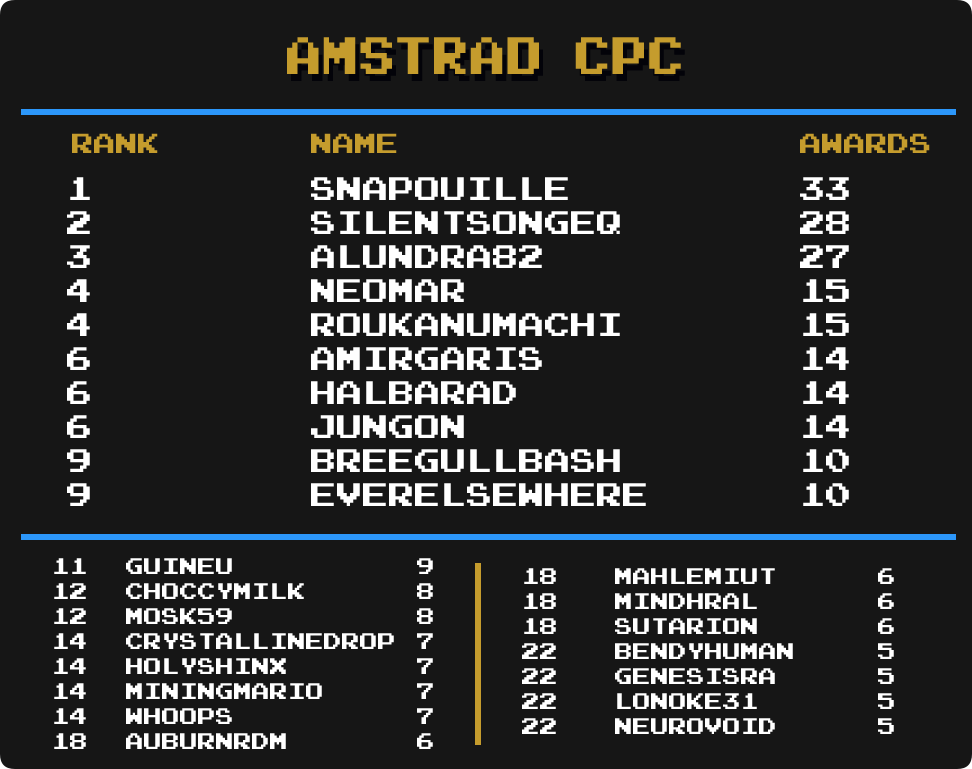 AMSTRAD CPC
RANK NAME AWARDS
1 SNAPOUILLE 33
2 SILENTSONGEQ 28
3 ALUNDRA82 27
4 NEOMAR 15
4 ROUKANUMACHI 15
6 AMIRGARIS 14
6 HALBARAD 14
6 JUNGON 14
9 BREEGULLBASH 10
9 EVERELSEWHERE 10
11 GUINEU 9
12 CHOCCYMILK 8
12 MOSK59 8
14 CRYSTALLINEDROP 7
14 HOLYSHINX 7
14 MININGMARIO 7
14 WHOOPS 7
18 AUBURNRDM 6
18 MAHLEMIUT 6
18 MINDHRAL 6
18 SUTARION 6
22 BENDYHUMAN 5
22 GENESISRA 5
22 LONOKE31 5
22 NEUROVOID 5